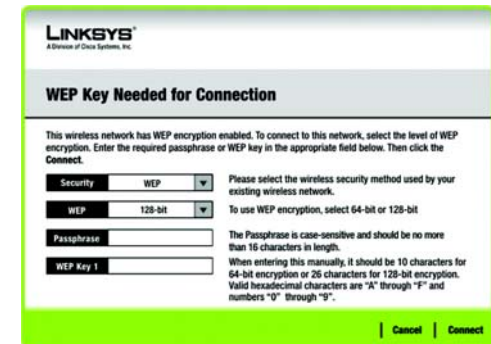 LINKSYS®
A Division of Cisco Systems, Inc.
WEP Key Needed for Connection
This wireless network has WEP encryption enabled. To connect to this network, select the level of WEP
encryption. Enter the required passphrase or WEP key in the appropriate field below. Then click the
Connect.
Security WEP
Please select the wireless security method used by your
existing wireless network.
WEP 128-bit
To use WEP encryption, select 64-bit or 128-bit
Passphrase
The Passphrase is case-sensitive and should be no more
than 16 characters in length.
WEP Key 1
When entering this manually, it should be 10 characters for
64-bit encryption or 26 characters for 128-bit encryption.
Valid hexadecimal characters are "A" through "F" and
numbers "0" through "9".
Cancel Connect